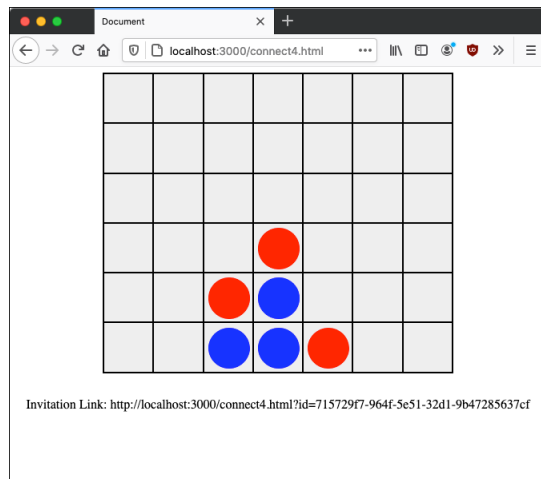 Document
localhost:3000/connect4.html
Invitation Link: http://localhost:3000/connect4.html?id=715729f7-964f-5e51-32d1-9b47285637cf